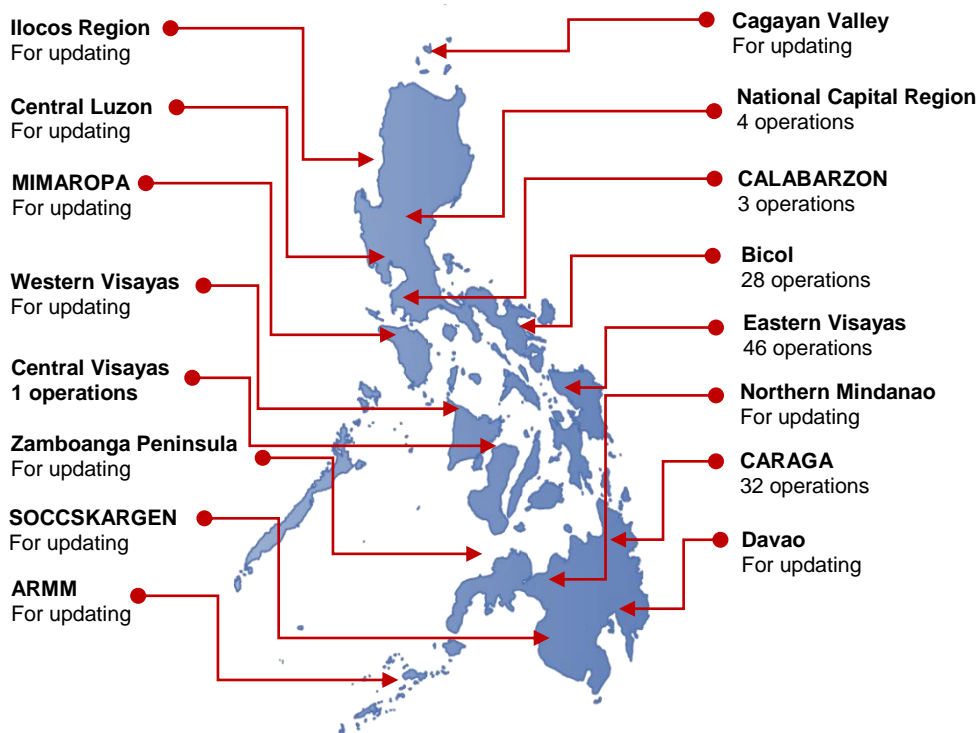 Ilocos Region
For updating
Central Luzon
For updating
MIMAROPA
For updating
Western Visayas
For updating
Central Visayas
1 operations
Zamboanga Peninsula
For updating
SOCCSKARGEN
For updating
ARMM
For updating
Cagayan Valley
For updating
National Capital Region
4 operations
CALABARZON
3 operations
Bicol
28 operations
Eastern Visayas
46 operations
Northern Mindanao
For updating
CARAGA
32 operations
Davao
For updating